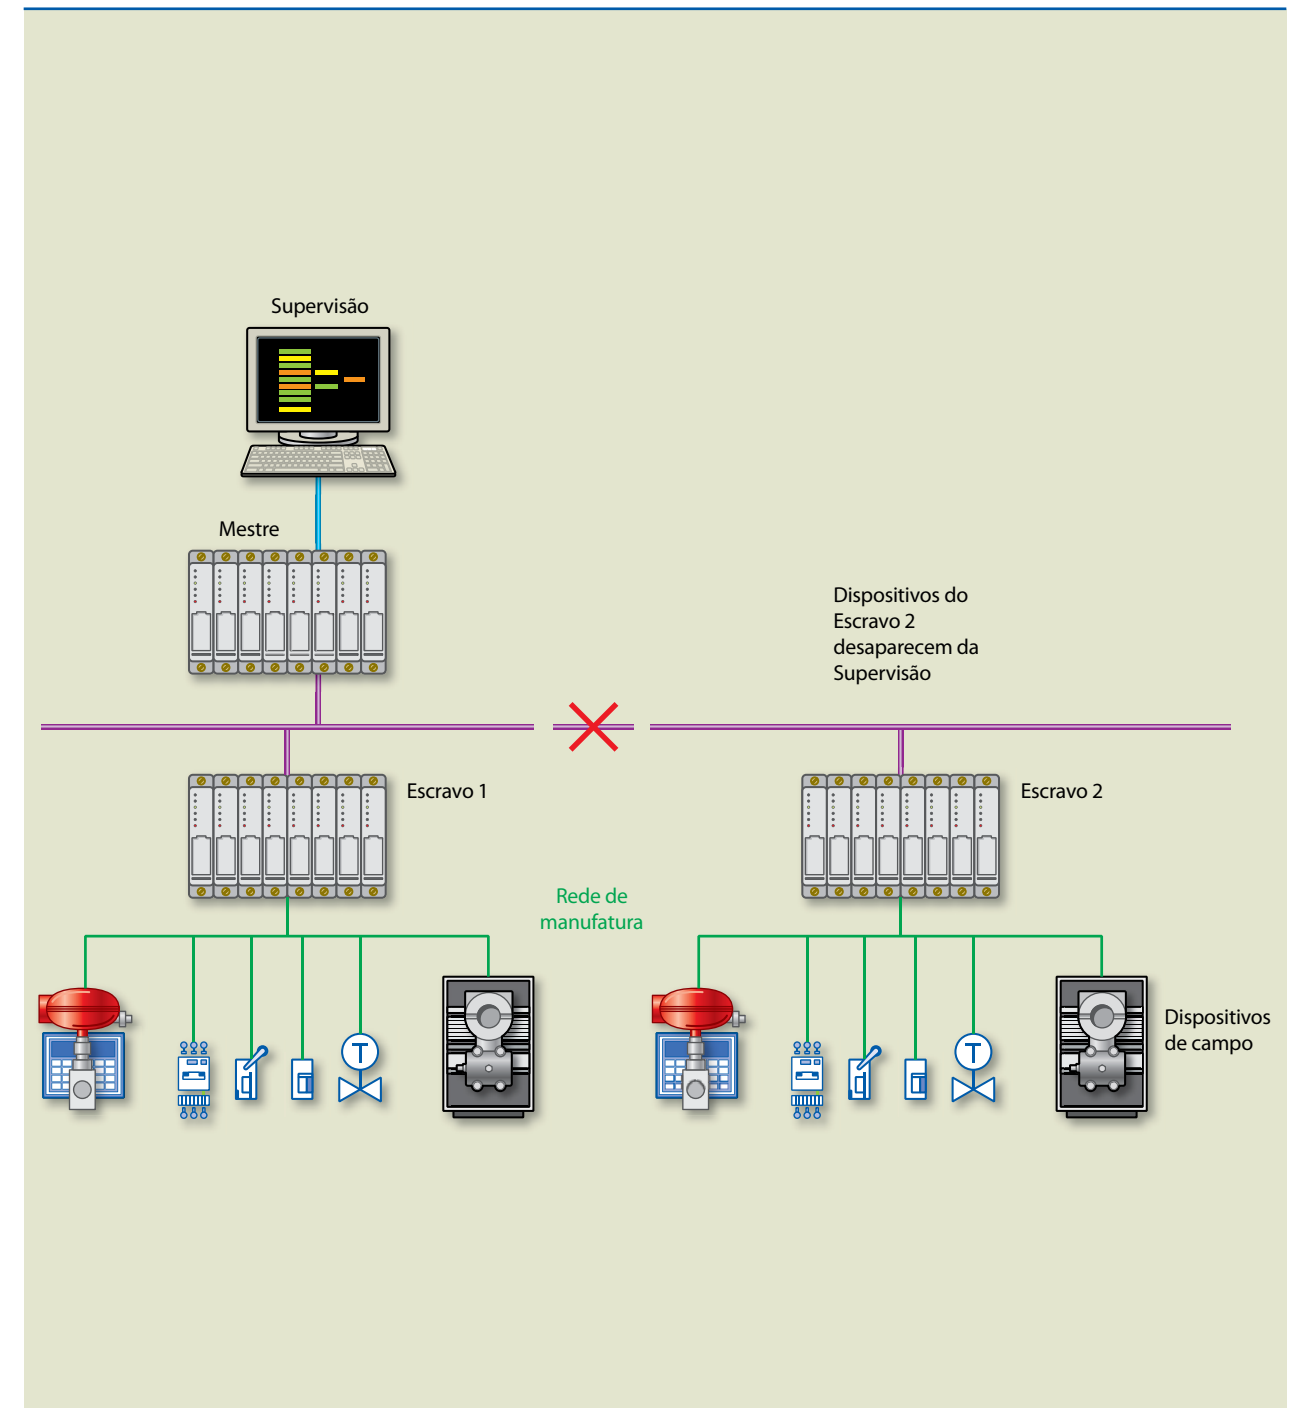 Supervisão
Mestre
Dispositivos do
Escravo 2
desaparecem da
Supervisão
Escravo 1
Escravo 2
Rede de
manufatura
Dispositivos
de campo
T
T